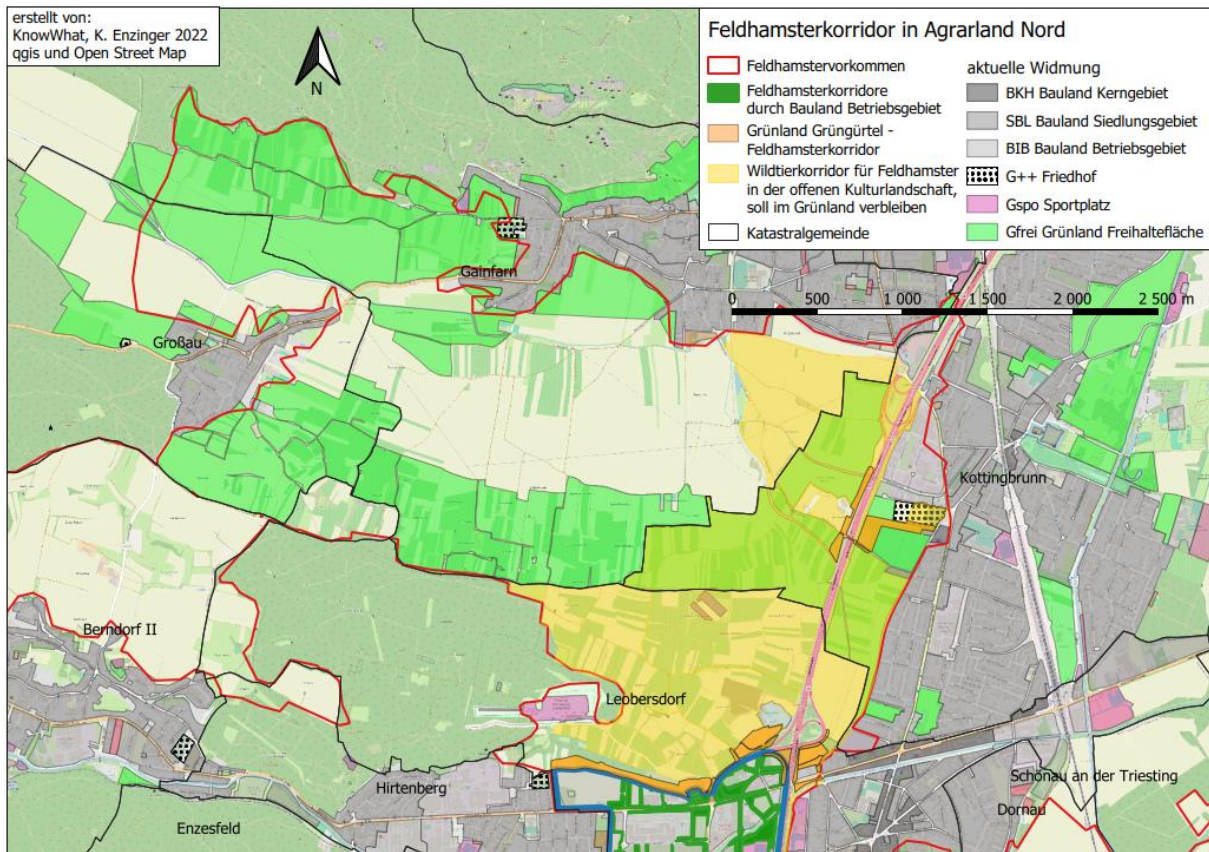 erstellt von:
KnowWhat, K. Enzinger 2022
qgis und Open Street Map
N
Feldhamsterkorridor in Agrarland Nord
Feldhamstervorkommen
Feldhamsterkorridore
durch Bauland Betriebsgebiet
Grünland Grüngürtel -
Feldhamsterkorridor
Wildtierkorridor für Feldhamster
in der offenen Kulturlandschaft,
soll im Grünland verbleiben
Katastralgemeinde
aktuelle Widmung
BKH Bauland Kerngebiet
SBL Bauland Siedlungsgebiet
BIB Bauland Betriebsgebiet
G++ Friedhof
Gspo Sportplatz
Gfrei Grünland Freihaltefläche
0 500 1 000 1 500 2 000 2 500 m
Gainfarn
Großau
Kottingbrunn
Berndorf II
Leobersdorf
Hirtenberg
Schönau an der Triesting
Dornau
Enzesfeld